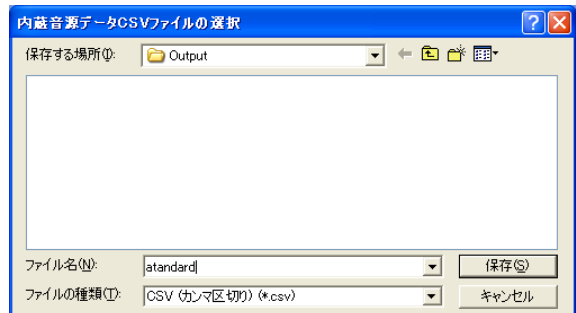 内蔵音源データCSVファイルの選択
保存する場所(I): Output
ファイル名(N): atandard 保存(S)
ファイルの種類(T): CSV (カンマ区切り) (*.csv) キャンセル